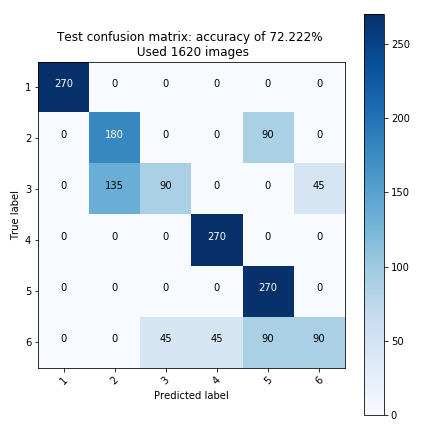 Test confusion matrix: accuracy of 72.222%
Used 1620 images
True label
1 270 0 0 0 0 0
2 0 180 0 0 90 0
3 0 135 90 0 0 45
4 0 0 0 270 0 0
5 0 0 0 0 270 0
6 0 0 45 45 90 90
1 2 3 4 5 6
Predicted label
250
200
150
100
50
0